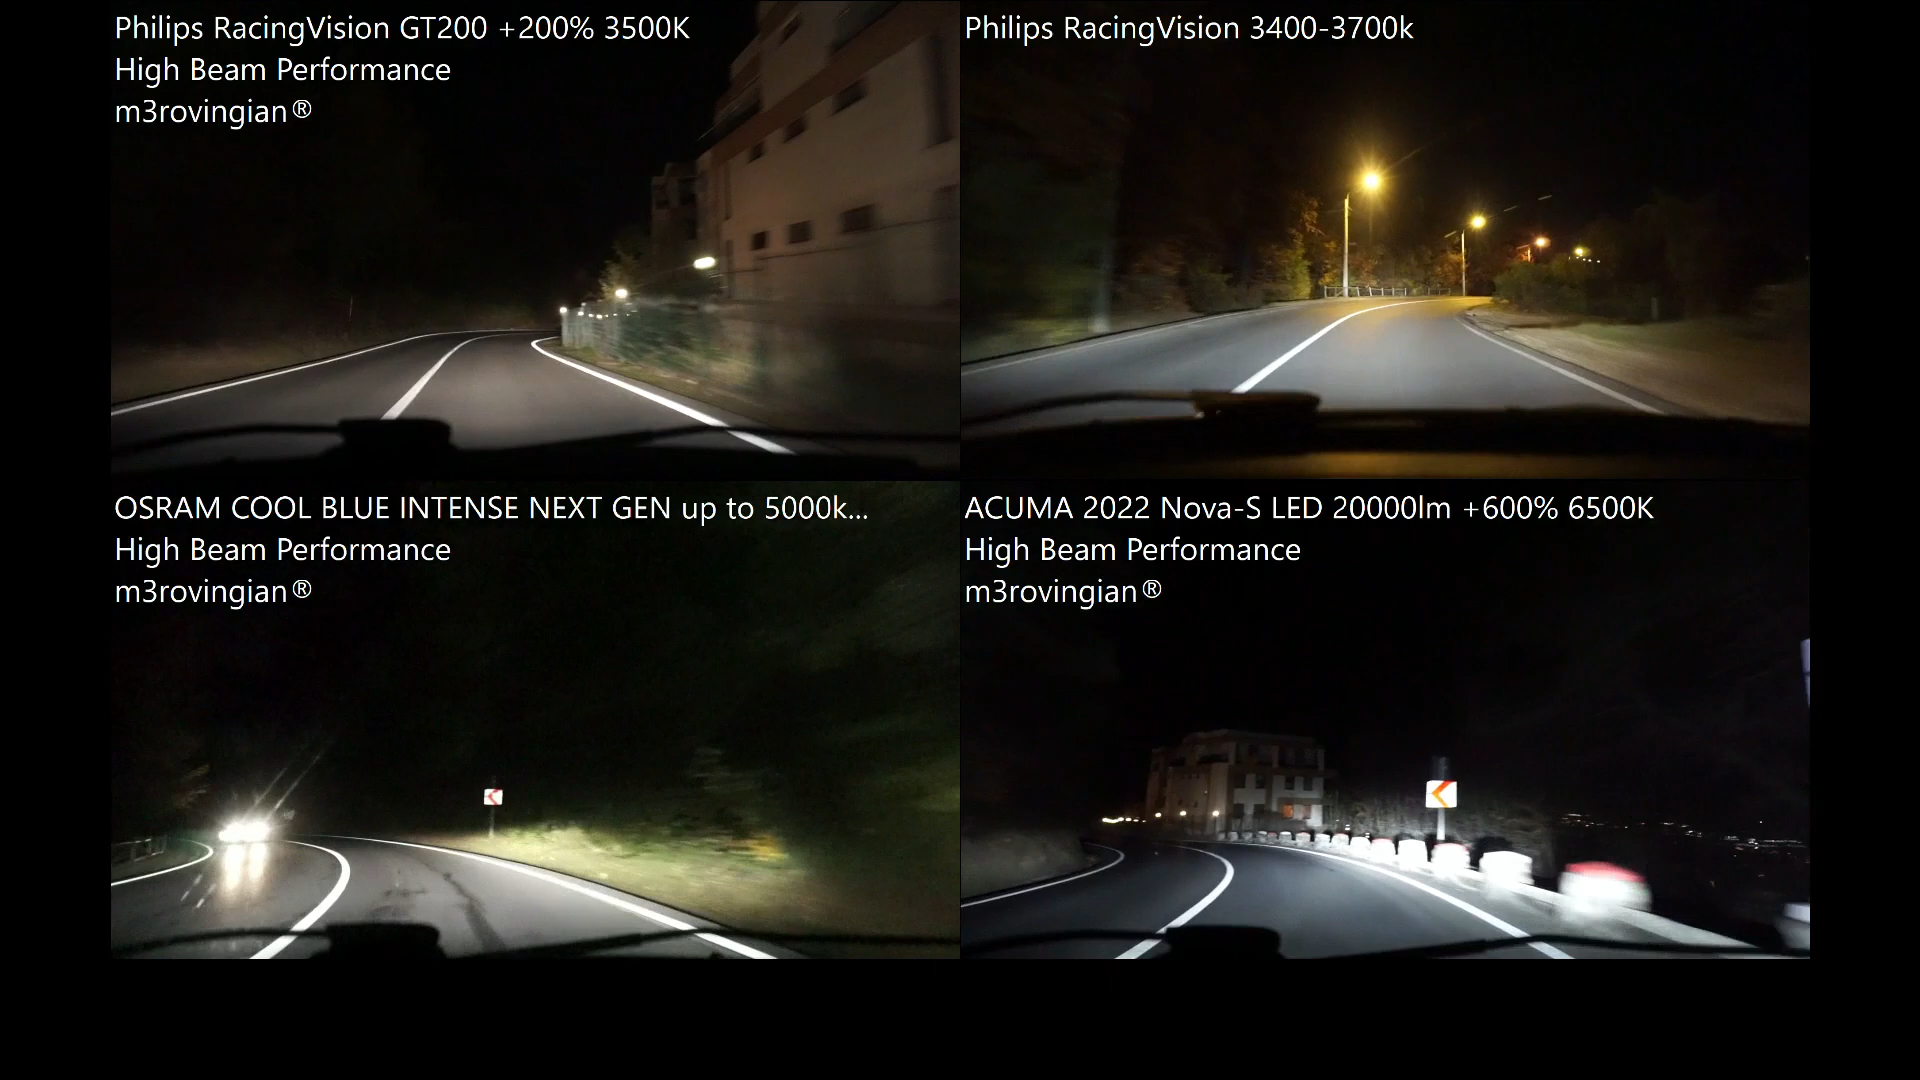 Philips RacingVision GT200 +200% 3500K
High Beam Performance
m3rovingian®
Philips RacingVision 3400-3700k
OSRAM COOL BLUE INTENSE NEXT GEN up to 5000k...
High Beam Performance
m3rovingian®
ACUMA 2022 Nova-S LED 20000lm +600% 6500K
High Beam Performance
m3rovingian®